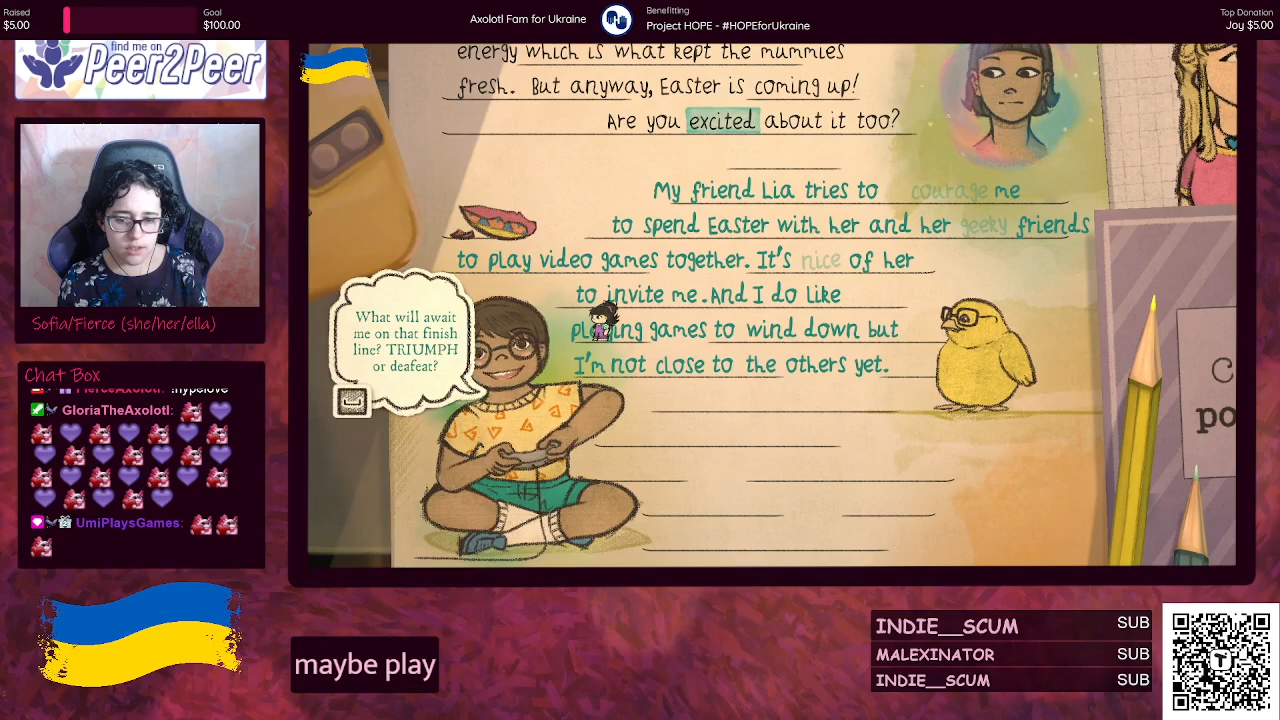 Raised
$5.00
Goal
$100.00
Axolotl Fam for Ukraine
Benefitting
Project HOPE - #HOPEforUkraine
Top Donation
Joy $5.00
find me on
Peer2Peer
Sofia/Fierce (she/her/ella)
Chat Box
FierceAxolotl: !hypelove
GloriaTheAxolotl:
UmiPlaysGames:
energy which is what kept the mummies
fresh. But anyway, Easter is coming up!
Are you excited about it too?
My friend Lia tries to courage me
to spend Easter with her and her geeky friends
to play video games together. It's nice of her
to invite me. And I do like
playing games to wind down but
I'm not close to the others yet.
What will await
me on that finish
line? TRIUMPH
or deafeat?
C
po
maybe play
INDIE__SCUM SUB
MALEXINATOR SUB
INDIE__SCUM SUB